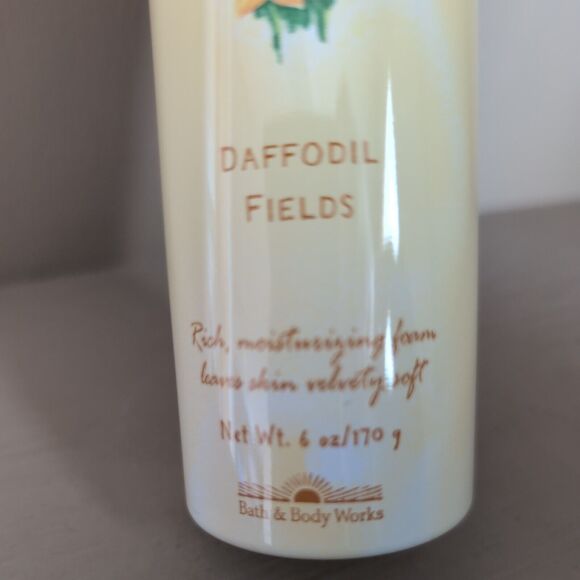 DAFFODIL
FIELDS
Rich, moisturizing foam
leaves skin velvety soft
Net Wt. 6 oz/170 g
Bath & Body Works